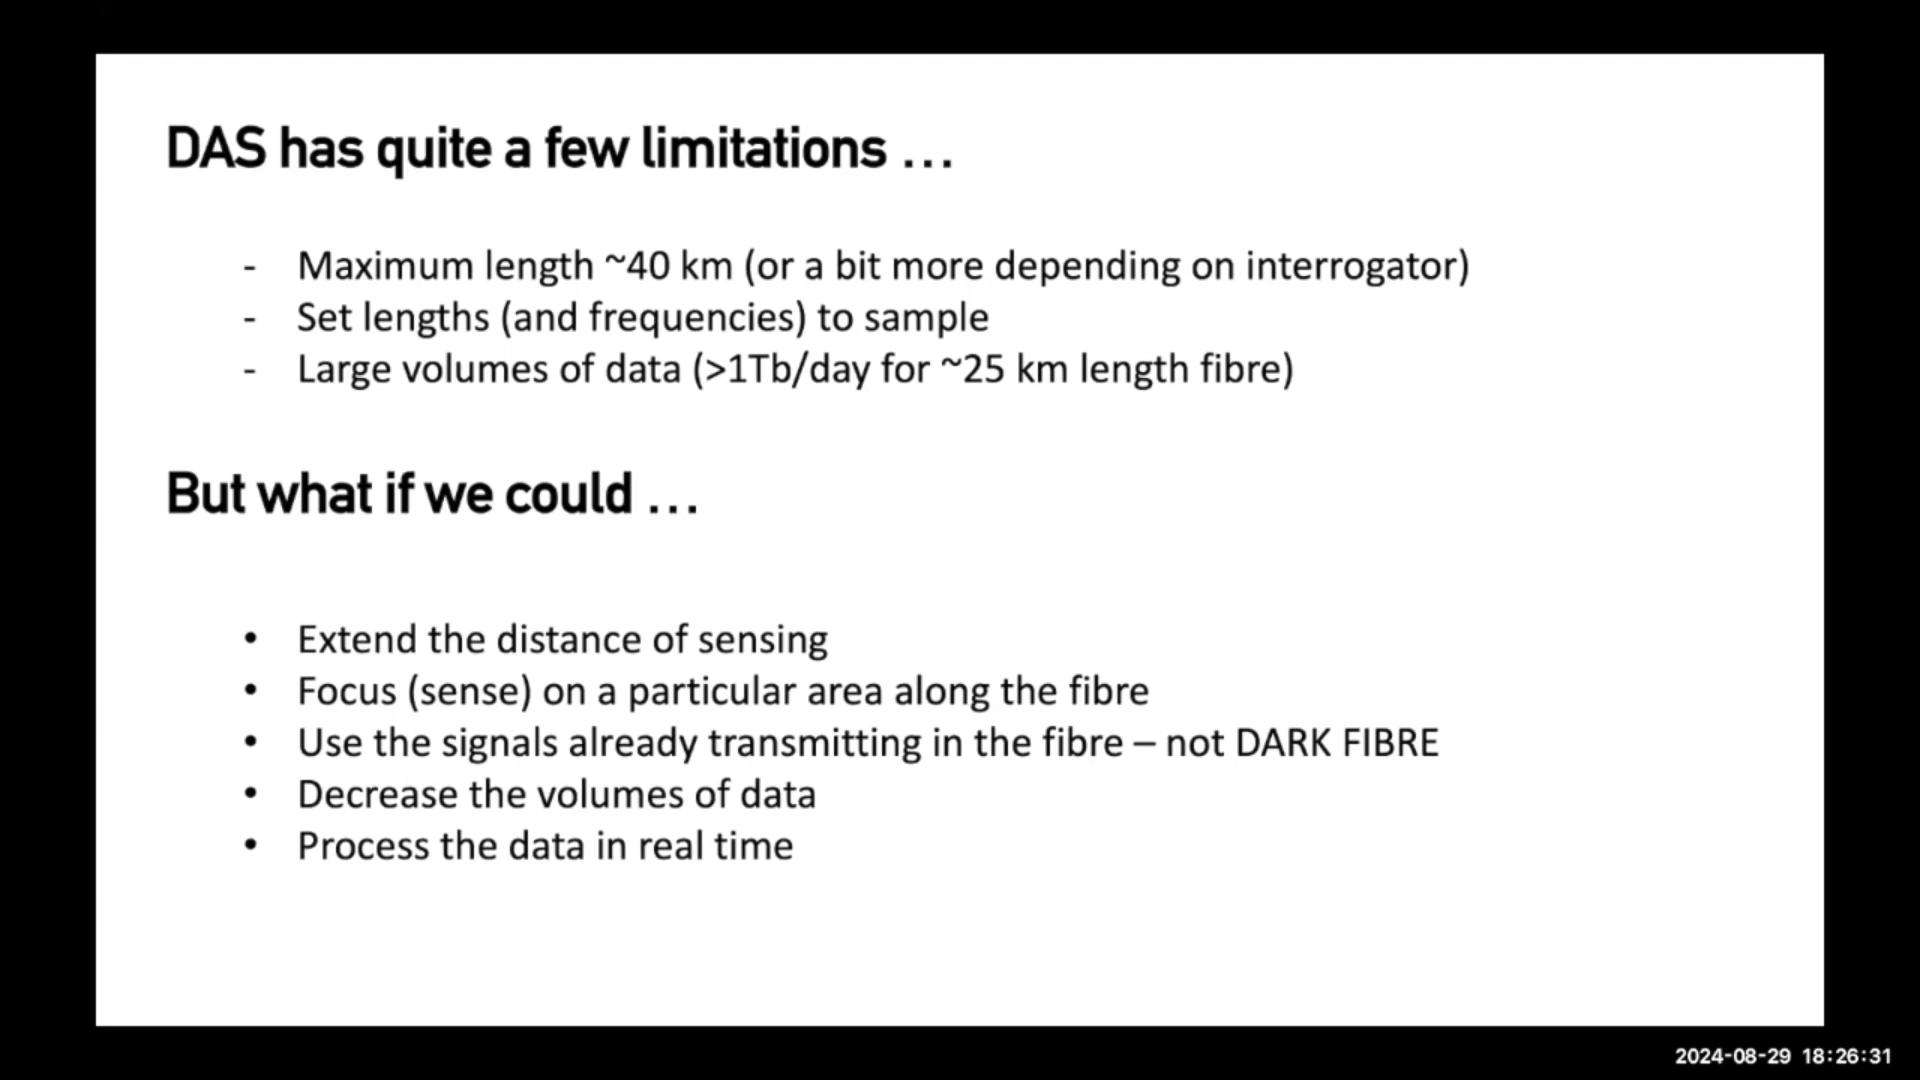 DAS has quite a few limitations ...
- Maximum length ~40 km (or a bit more depending on interrogator)
- Set lengths (and frequencies) to sample
- Large volumes of data (>1Tb/day for ~25 km length fibre)
But what if we could ...
• Extend the distance of sensing
• Focus (sense) on a particular area along the fibre
• Use the signals already transmitting in the fibre – not DARK FIBRE
• Decrease the volumes of data
• Process the data in real time
2024-08-29 18:26:31